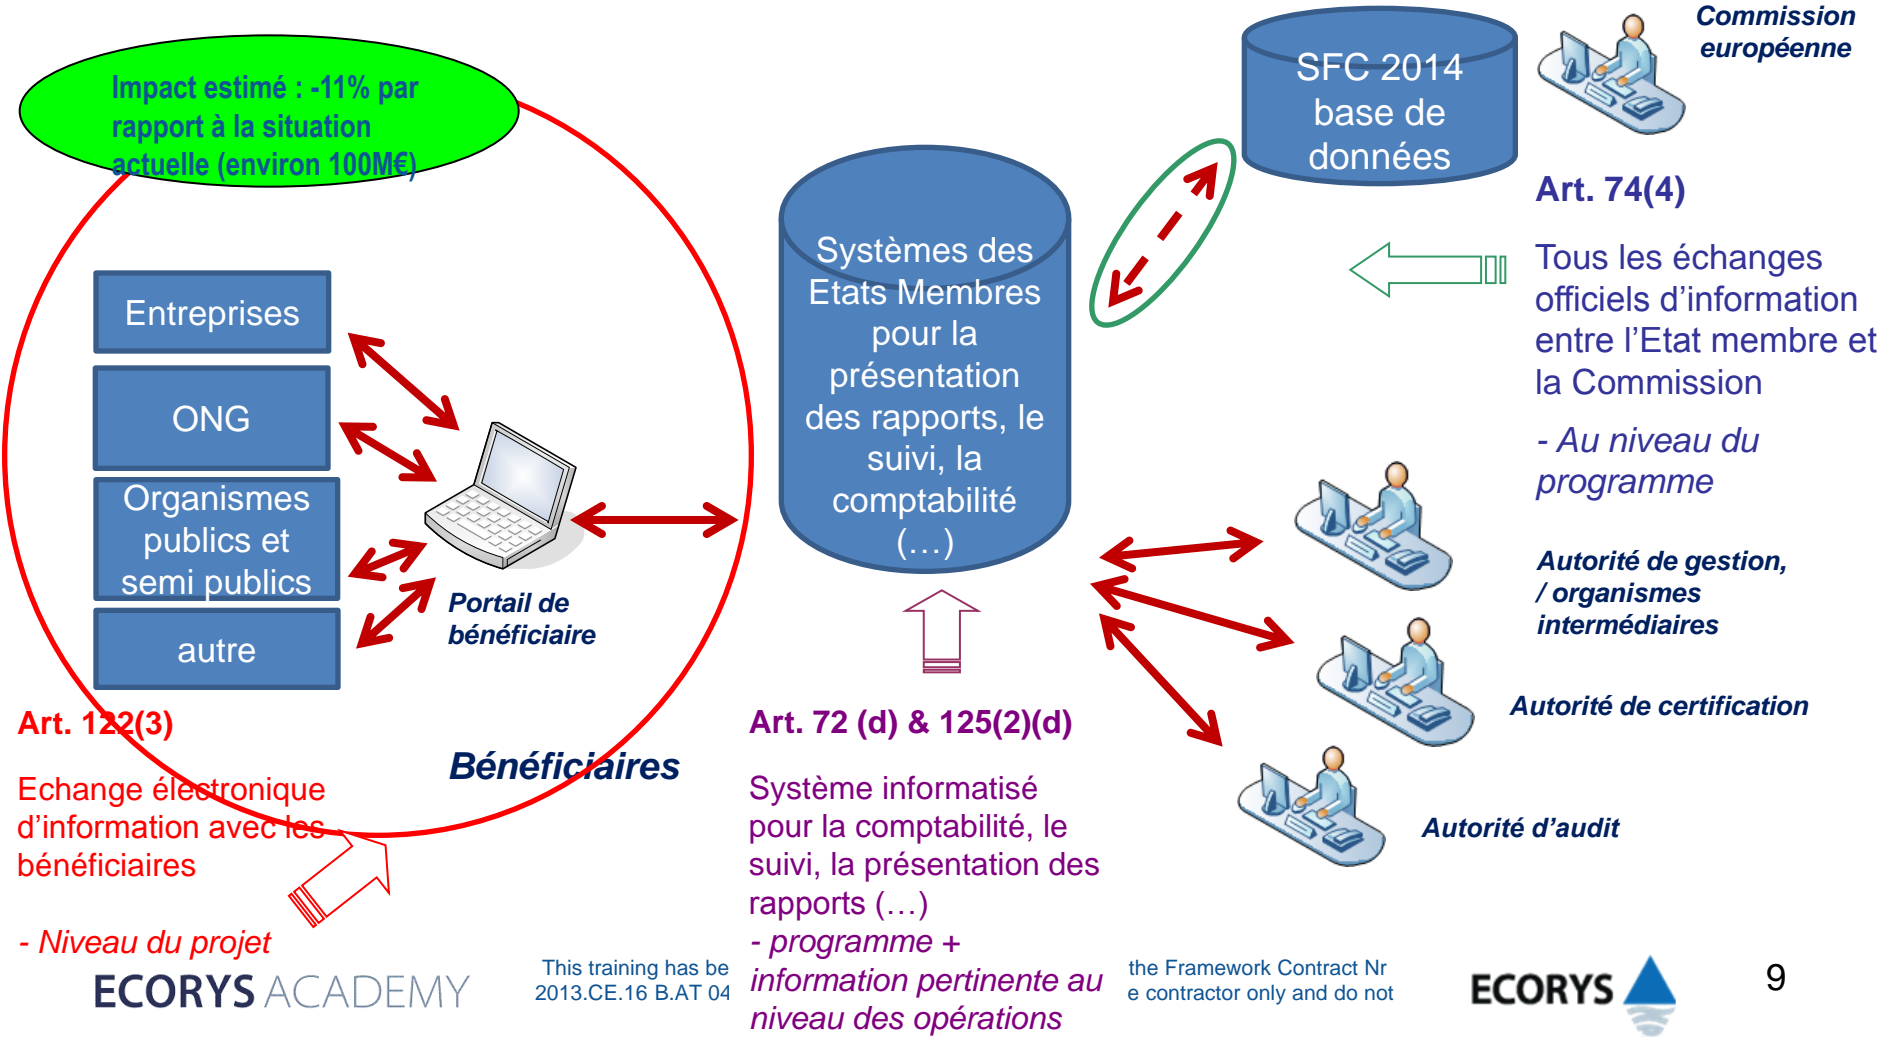 Impact estimé : -11% par
rapport à la situation
actuelle (environ 100M€)
Entreprises
ONG
Organismes
publics et
semi publics
autre
Portail de
bénéficiaire
Bénéficiaires
Art. 122(3)
Echange électronique
d’information avec les
bénéficiaires
- Niveau du projet
Systèmes des
Etats Membres
pour la
présentation
des rapports, le
suivi, la
comptabilité
(…)
Art. 72 (d) & 125(2)(d)
Système informatisé
pour la comptabilité, le
suivi, la présentation des
rapports (…)
- programme +
information pertinente au
niveau des opérations
SFC 2014
base de
données
Commission
européenne
Art. 74(4)
Tous les échanges
officiels d’information
entre l’Etat membre et
la Commission
- Au niveau du
programme
Autorité de gestion,
/ organismes
intermédiaires
Autorité de certification
Autorité d’audit
ECORYS ACADEMY
This training has be
2013.CE.16 B.AT 04
the Framework Contract Nr
e contractor only and do not
ECORYS
9